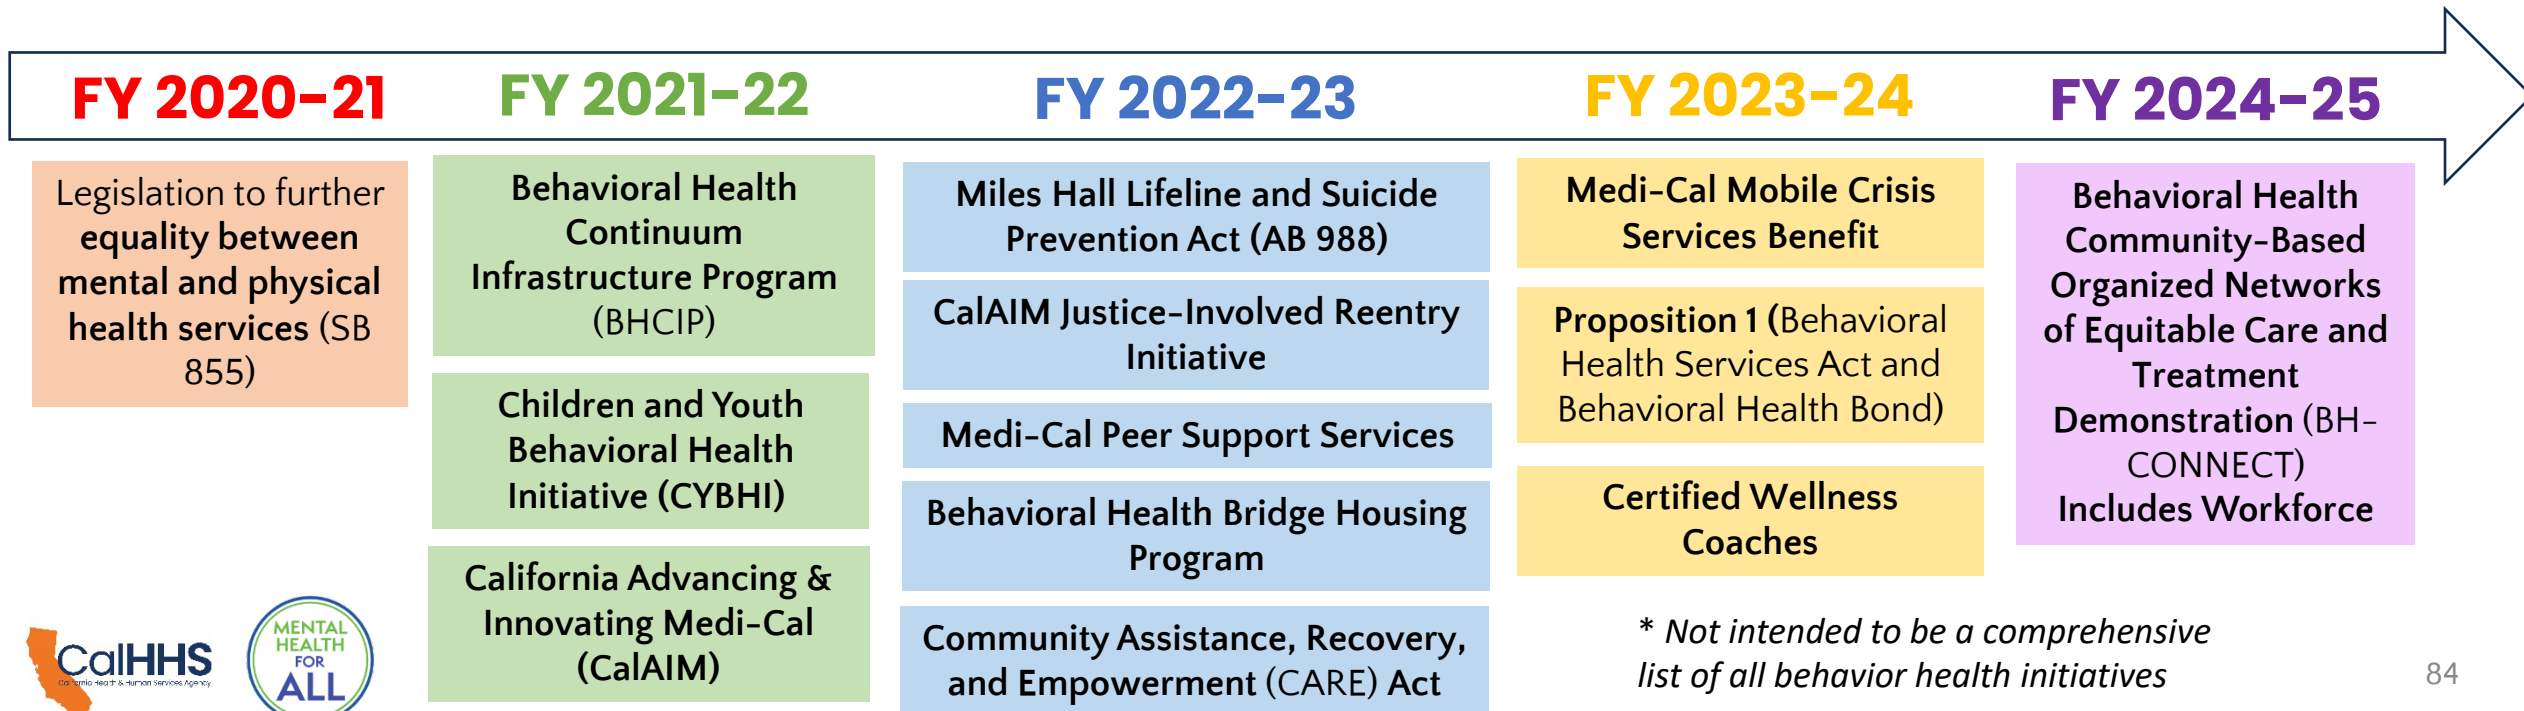 FY 2020-21
FY 2021-22
FY 2022-23
FY 2023-24
FY 2024-25
Legislation to further
equality between
mental and physical
health services (SB
855)
Behavioral Health
Continuum
Infrastructure Program
(BHCIP)
Children and Youth
Behavioral Health
Initiative (CYBHI)
California Advancing &
Innovating Medi-Cal
(CalAIM)
Miles Hall Lifeline and Suicide
Prevention Act (AB 988)
CalAIM Justice-Involved Reentry
Initiative
Medi-Cal Peer Support Services
Behavioral Health Bridge Housing
Program
Community Assistance, Recovery,
and Empowerment (CARE) Act
Medi-Cal Mobile Crisis
Services Benefit
Proposition 1 (Behavioral
Health Services Act and
Behavioral Health Bond)
Certified Wellness
Coaches
Behavioral Health
Community-Based
Organized Networks
of Equitable Care and
Treatment
Demonstration (BH-
CONNECT)
Includes Workforce
* Not intended to be a comprehensive
list of all behavior health initiatives
CalHHS
California Health & Human Services Agency
MENTAL
HEALTH
FOR
ALL
84